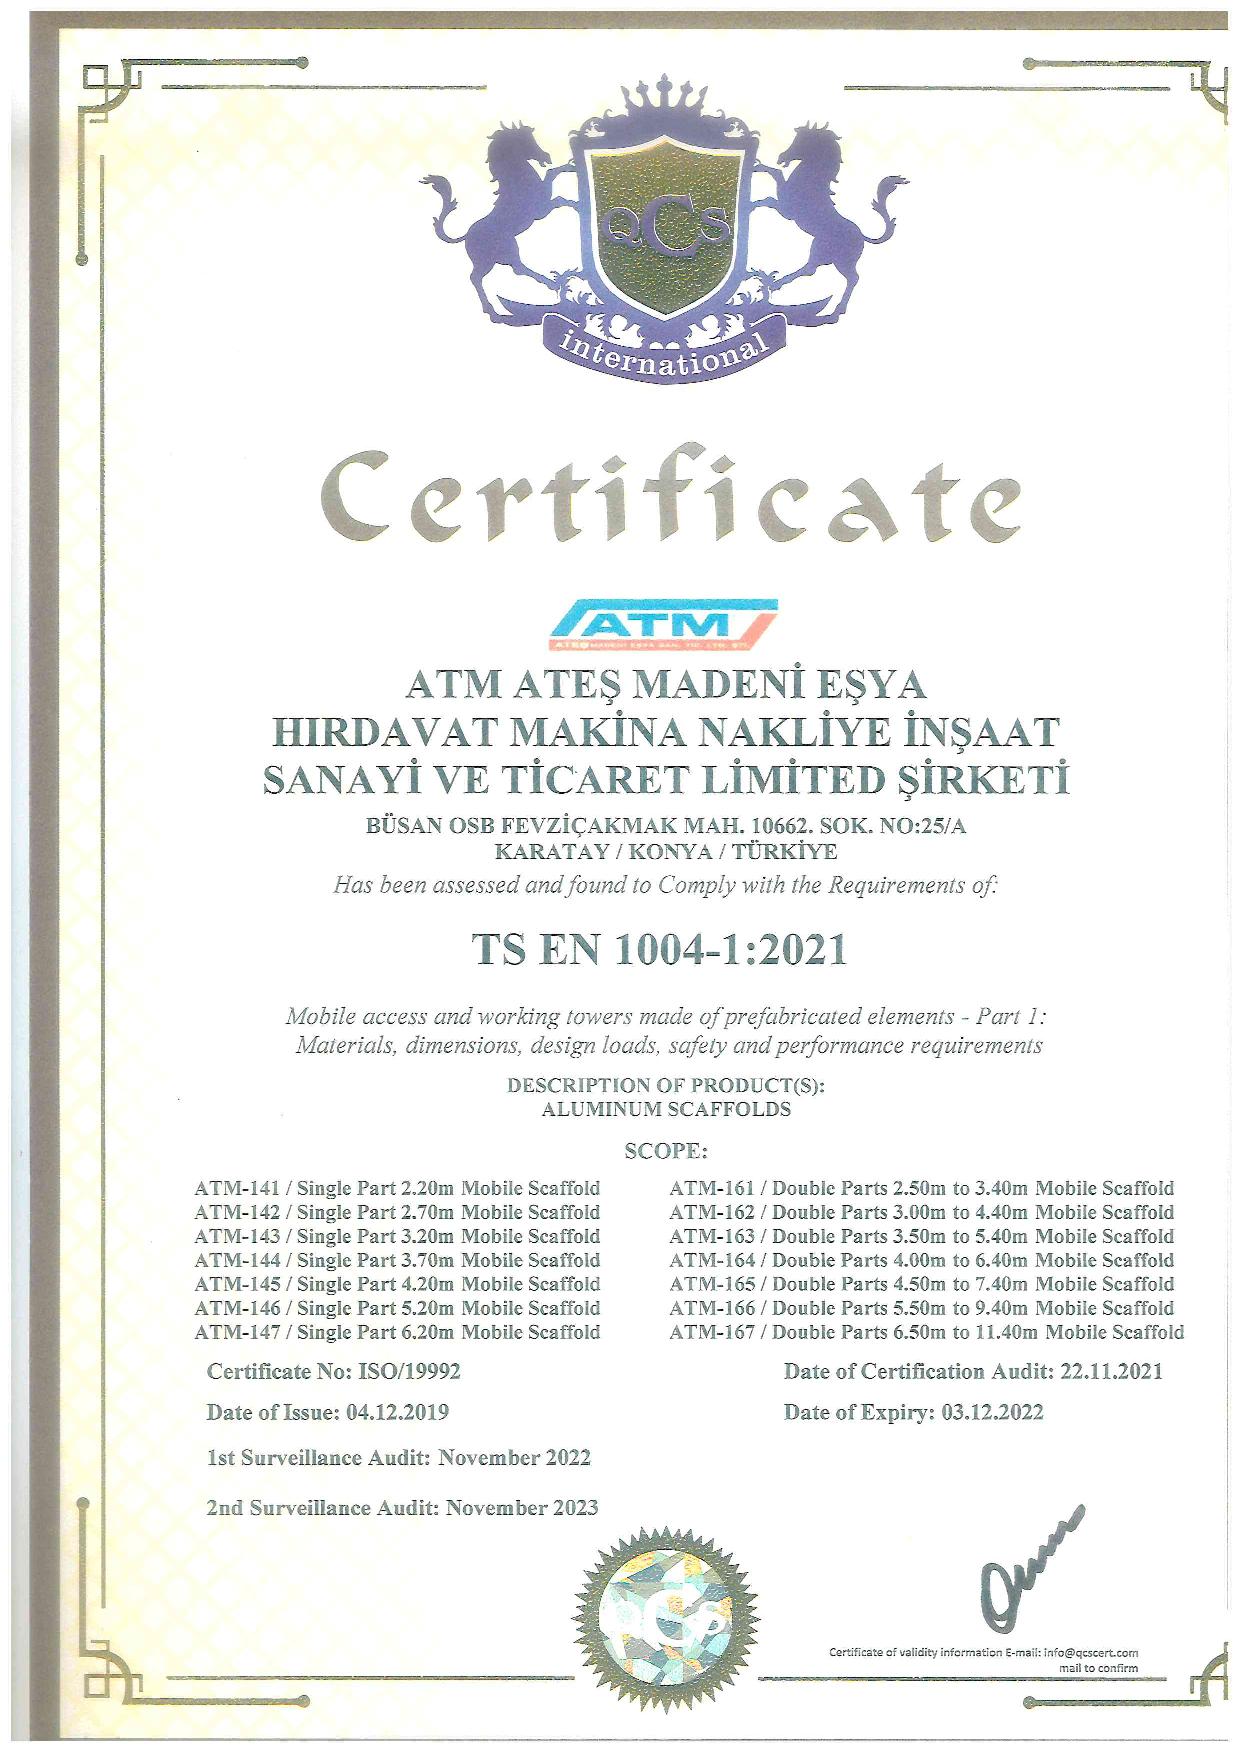 QCS
international
Certificate
ATM
ATEŞ MADENİ EŞYA SAN. TİC. LTD. ŞTİ.
ATM ATEŞ MADENİ EŞYA
HIRDAVAT MAKİNA NAKLİYE İNŞAAT
SANAYİ VE TİCARET LİMİTED ŞİRKETİ
BÜSAN OSB FEVZİÇAKMAK MAH. 10662. SOK. NO:25/A
KARATAY / KONYA / TÜRKİYE
Has been assessed and found to Comply with the Requirements of:
TS EN 1004-1:2021
Mobile access and working towers made of prefabricated elements - Part 1:
Materials, dimensions, design loads, safety and performance requirements
DESCRIPTION OF PRODUCT(S):
ALUMINUM SCAFFOLDS
SCOPE:
ATM-141 / Single Part 2.20m Mobile Scaffold
ATM-142 / Single Part 2.70m Mobile Scaffold
ATM-143 / Single Part 3.20m Mobile Scaffold
ATM-144 / Single Part 3.70m Mobile Scaffold
ATM-145 / Single Part 4.20m Mobile Scaffold
ATM-146 / Single Part 5.20m Mobile Scaffold
ATM-147 / Single Part 6.20m Mobile Scaffold
ATM-161 / Double Parts 2.50m to 3.40m Mobile Scaffold
ATM-162 / Double Parts 3.00m to 4.40m Mobile Scaffold
ATM-163 / Double Parts 3.50m to 5.40m Mobile Scaffold
ATM-164 / Double Parts 4.00m to 6.40m Mobile Scaffold
ATM-165 / Double Parts 4.50m to 7.40m Mobile Scaffold
ATM-166 / Double Parts 5.50m to 9.40m Mobile Scaffold
ATM-167 / Double Parts 6.50m to 11.40m Mobile Scaffold
Certificate No: ISO/19992
Date of Certification Audit: 22.11.2021
Date of Issue: 04.12.2019
Date of Expiry: 03.12.2022
1st Surveillance Audit: November 2022
2nd Surveillance Audit: November 2023
QCS
Certificate of validity information E-mail: info@qcscert.com
mail to confirm